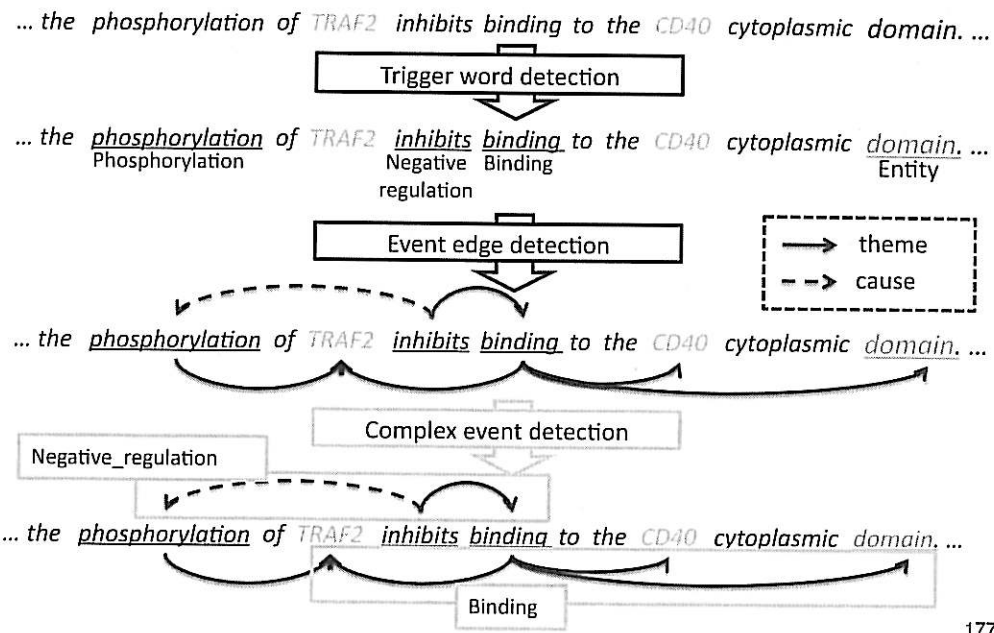 ... the phosphorylation of TRAF2 inhibits binding to the CD40 cytoplasmic domain. ...
Trigger word detection
... the phosphorylation of TRAF2 inhibits binding to the CD40 cytoplasmic domain. ...
Phosphorylation Negative Binding Entity
regulation
Event edge detection
theme
cause
... the phosphorylation of TRAF2 inhibits binding to the CD40 cytoplasmic domain. ...
Complex event detection
Negative_regulation
... the phosphorylation of TRAF2 inhibits binding to the CD40 cytoplasmic domain. ...
Binding
177